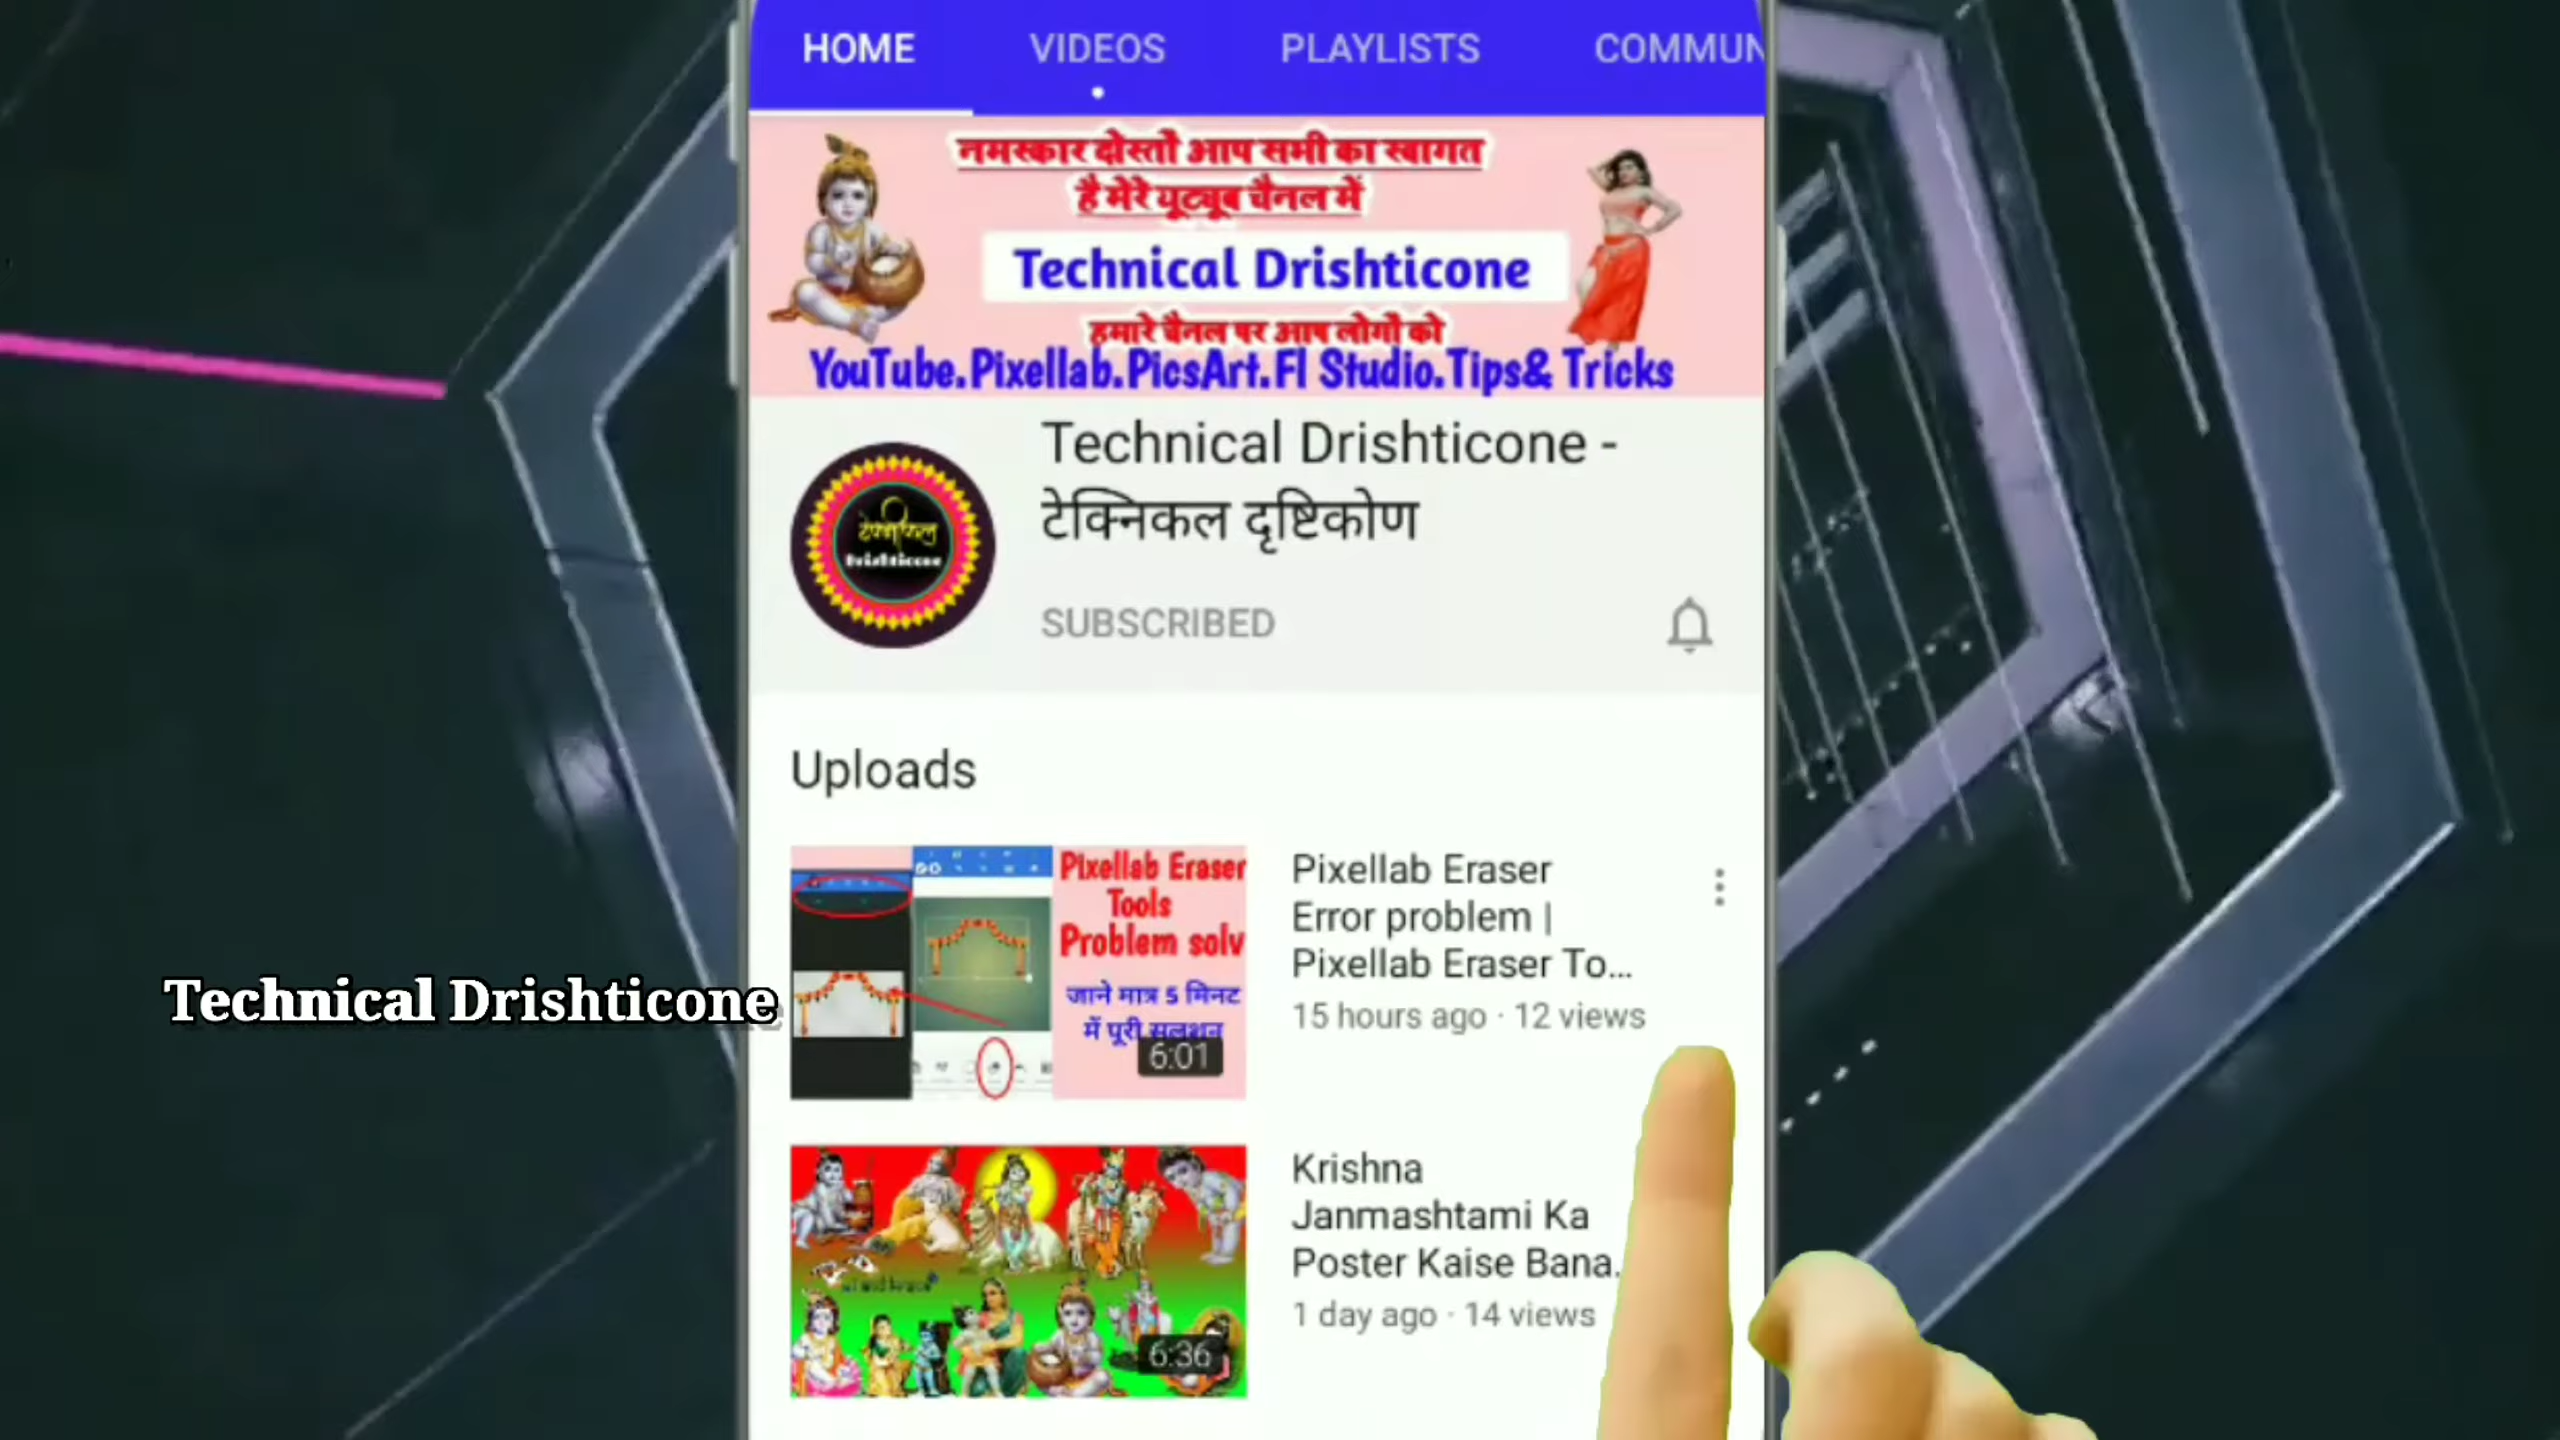 HOME VIDEOS PLAYLISTS COMMUN
नमस्कार दोस्तों आप सभी का स्वागत
है मेरे यूट्यूब चैनल में
Technical Drishticone
हमारे चैनल पर आप लोगों को
YouTube.Pixellab.PicsArt.Fl Studio.Tips& Tricks
Technical Drishticone -
टेक्निकल दृष्टिकोण
Drishticone
SUBSCRIBED
Uploads
Pixellab Eraser
Tools
Problem solv
जाने मात्र 5 मिनट
में पूरी सलूशन
6:01
Pixellab Eraser
Error problem |
Pixellab Eraser To...
15 hours ago · 12 views
Technical Drishticone
6:36
Krishna
Janmashtami Ka
Poster Kaise Bana.
1 day ago · 14 views